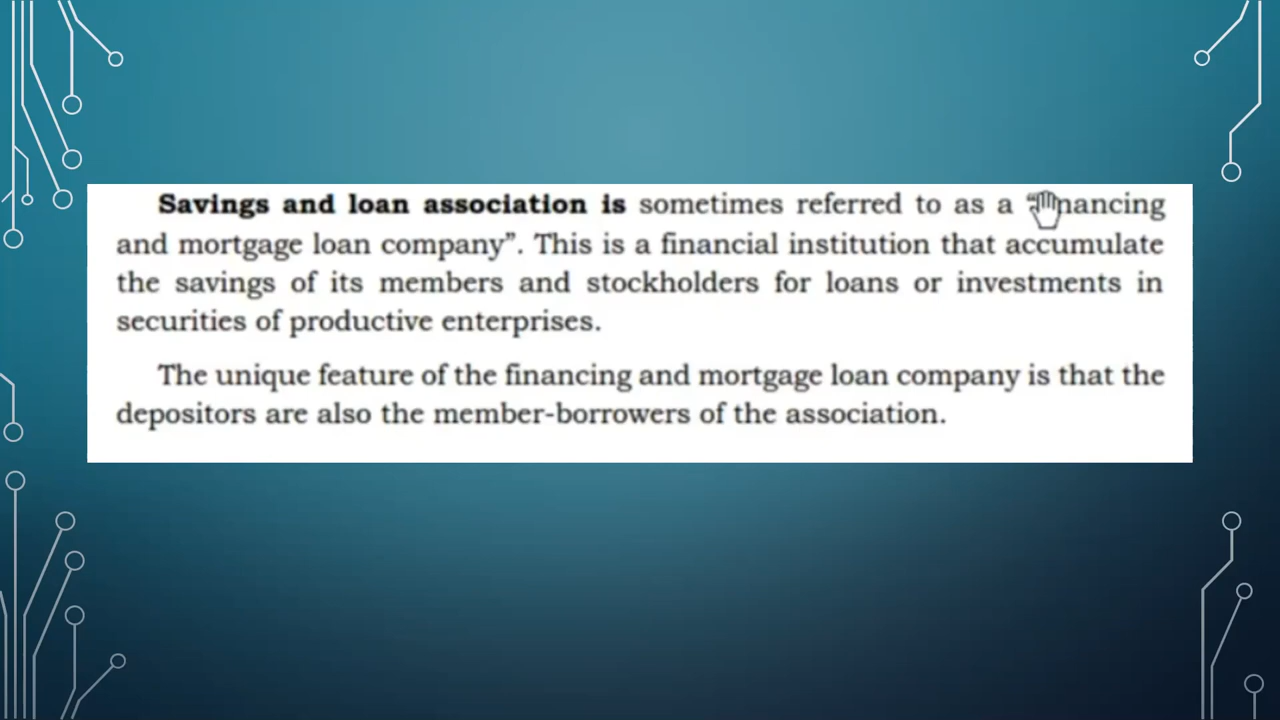 Savings and loan association is sometimes referred to as a “financing
and mortgage loan company”. This is a financial institution that accumulate
the savings of its members and stockholders for loans or investments in
securities of productive enterprises.
The unique feature of the financing and mortgage loan company is that the
depositors are also the member-borrowers of the association.